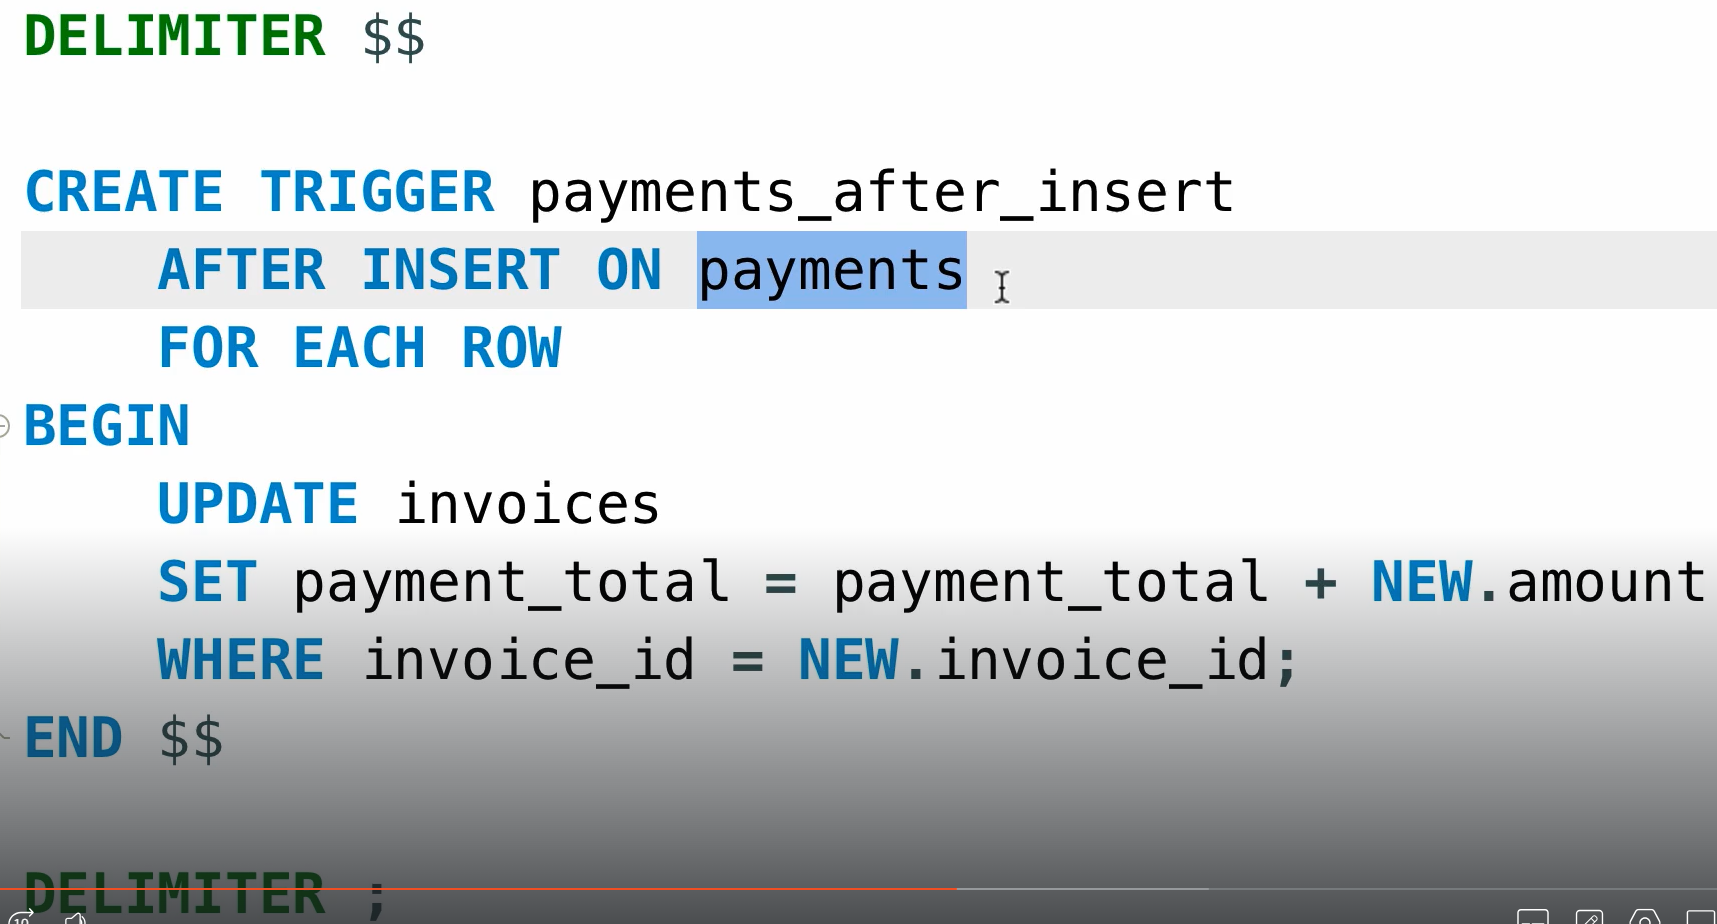 DELIMITER $$
CREATE TRIGGER payments_after_insert
AFTER INSERT ON payments
FOR EACH ROW
BEGIN
UPDATE invoices
SET payment_total = payment_total + NEW.amount
WHERE invoice_id = NEW.invoice_id;
END $$
DELIMITER ;
10